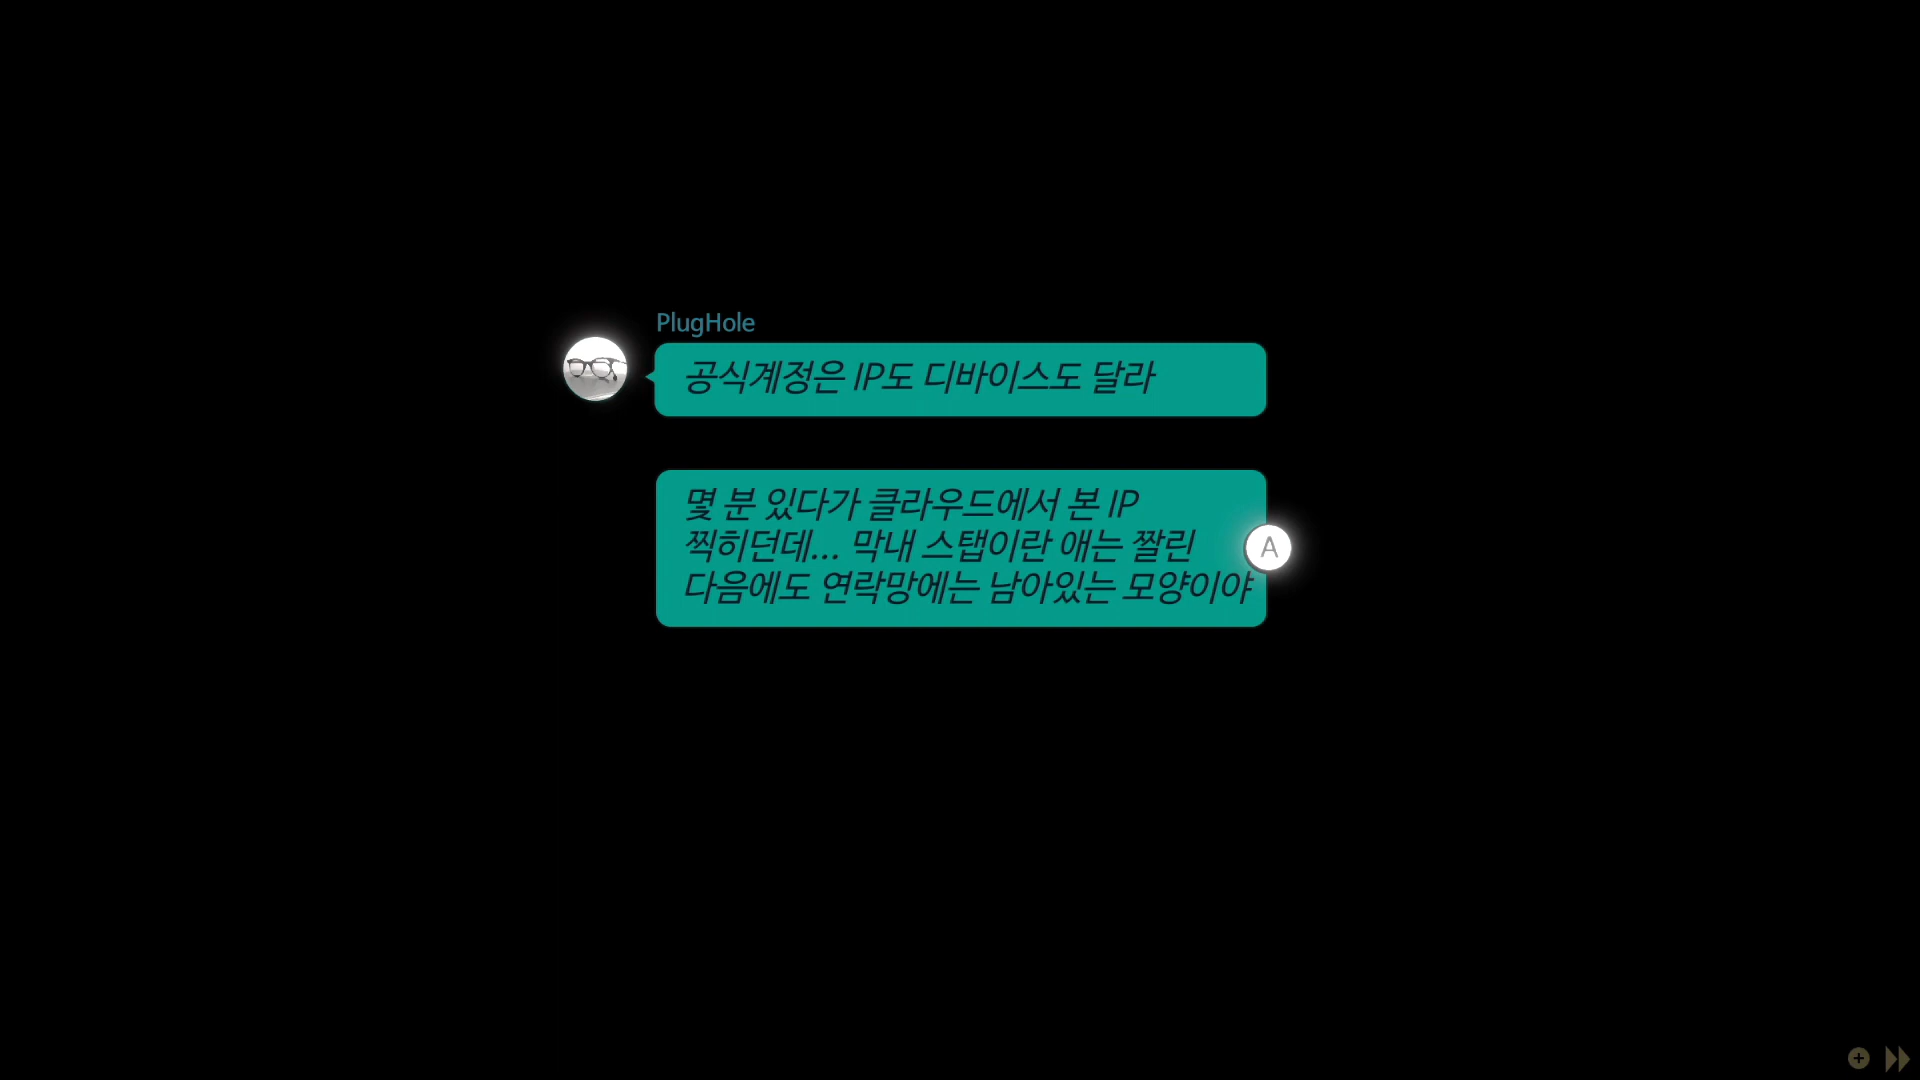 PlugHole
공식계정은 IP도 디바이스도 달라
몇 분 있다가 클라우드에서 본 IP
찍히던데... 막내 스탭이란 애는 짤린
다음에도 연락망에는 남아있는 모양이야
A